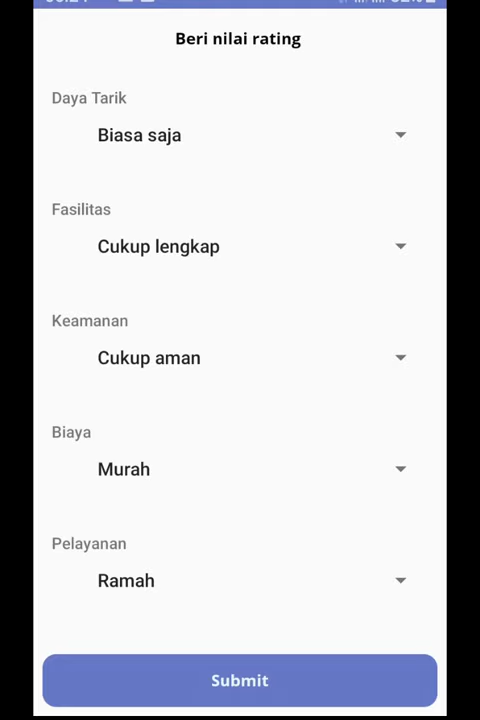 Beri nilai rating
Daya Tarik
Biasa saja
Fasilitas
Cukup lengkap
Keamanan
Cukup aman
Biaya
Murah
Pelayanan
Ramah
Submit